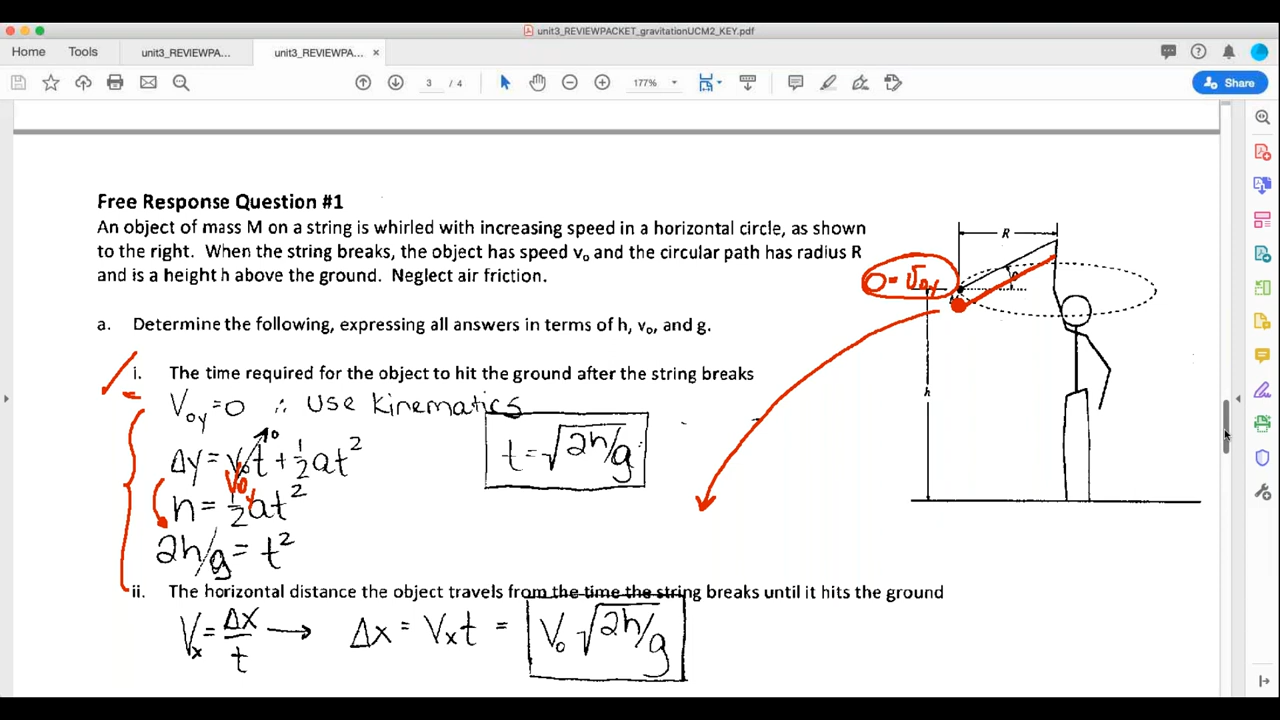 unit3_REVIEWPACKET_gravitationUCM2_KEY.pdf
Home Tools unit3_REVIEWPA... unit3_REVIEWPA... ×
3 / 4 177% Share
Free Response Question #1
An object of mass M on a string is whirled with increasing speed in a horizontal circle, as shown
to the right. When the string breaks, the object has speed v₀ and the circular path has radius R
and is a height h above the ground. Neglect air friction.
R
0 = V₀y
a. Determine the following, expressing all answers in terms of h, v₀, and g.
i. The time required for the object to hit the ground after the string breaks
V₀y = 0 ∴ Use Kinematics
t = √2h/g
Δy = v₀t + ½at²
0
V₀y
h
h = ½at²
2h/g = t²
ii. The horizontal distance the object travels from the time the string breaks until it hits the ground
Vₓ = Δx/t → Δx = Vₓt = V₀ √2h/g